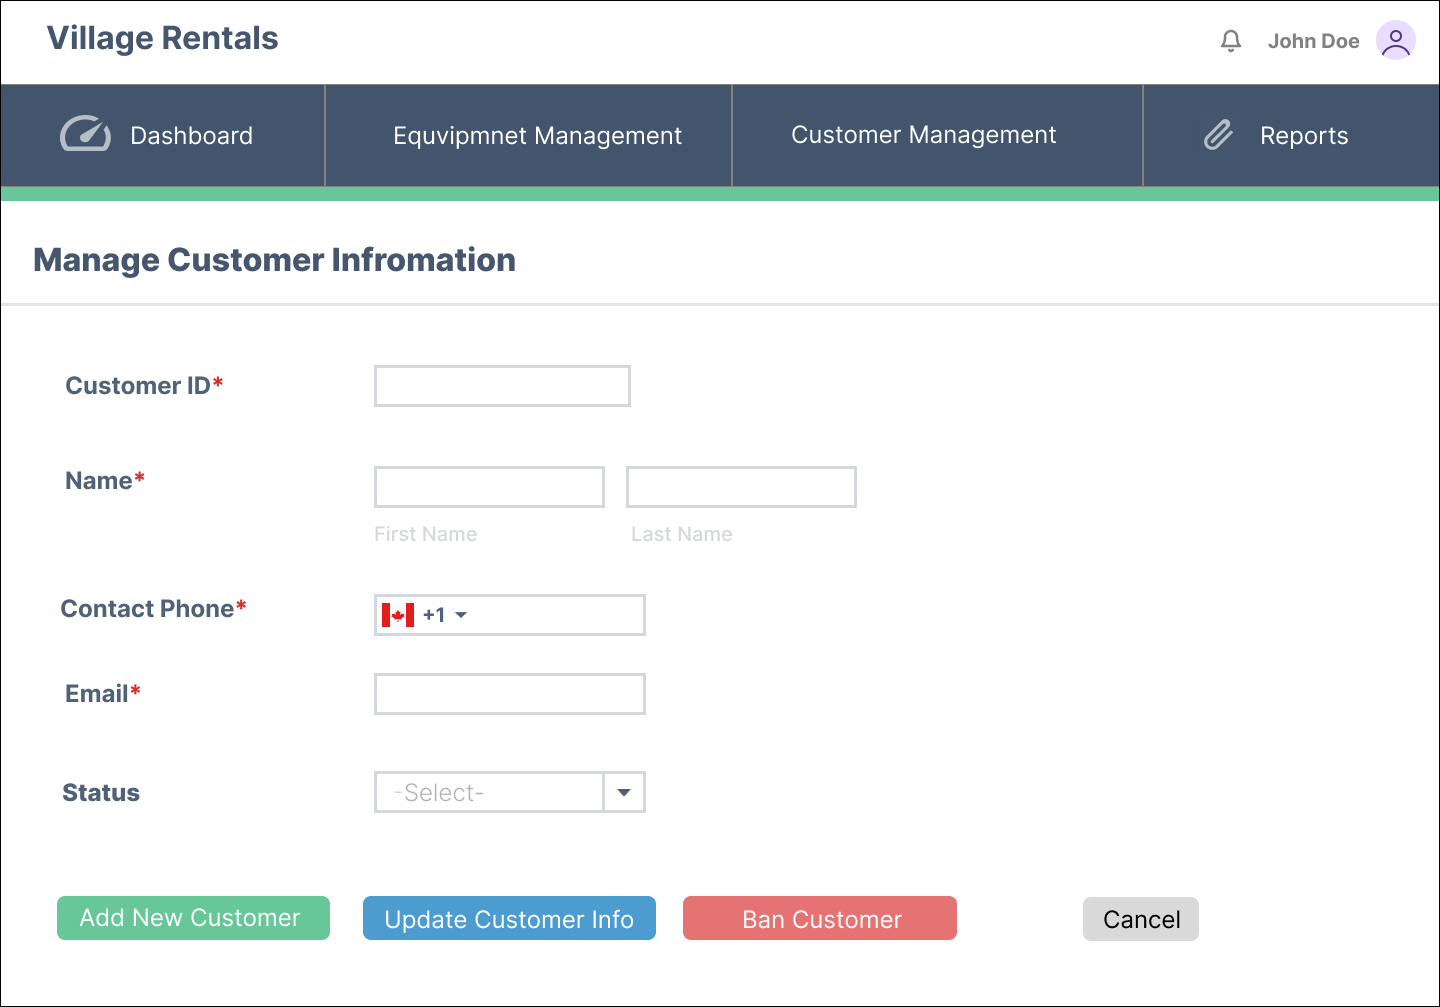 Village Rentals
John Doe
Dashboard
Equvipmnet Management
Customer Management
Reports
Manage Customer Infromation
Customer ID*
Name*
First Name
Last Name
Contact Phone*
+1
Email*
Status
-Select-
Add New Customer
Update Customer Info
Ban Customer
Cancel